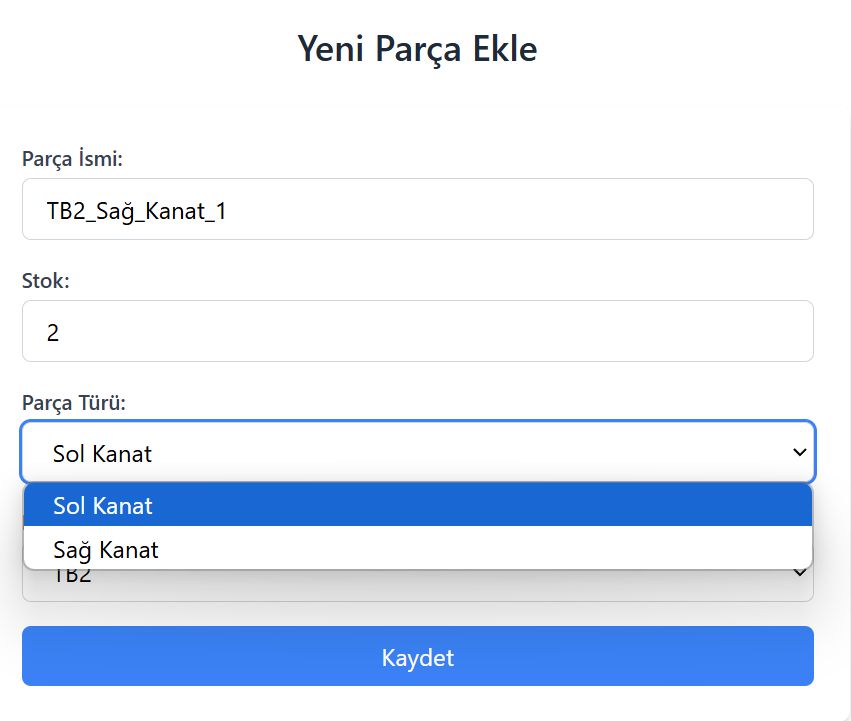 Yeni Parça Ekle
Parça İsmi:
TB2_Sağ_Kanat_1
Stok:
2
Parça Türü:
Sol Kanat
Sol Kanat
Sağ Kanat
TB2
Kaydet